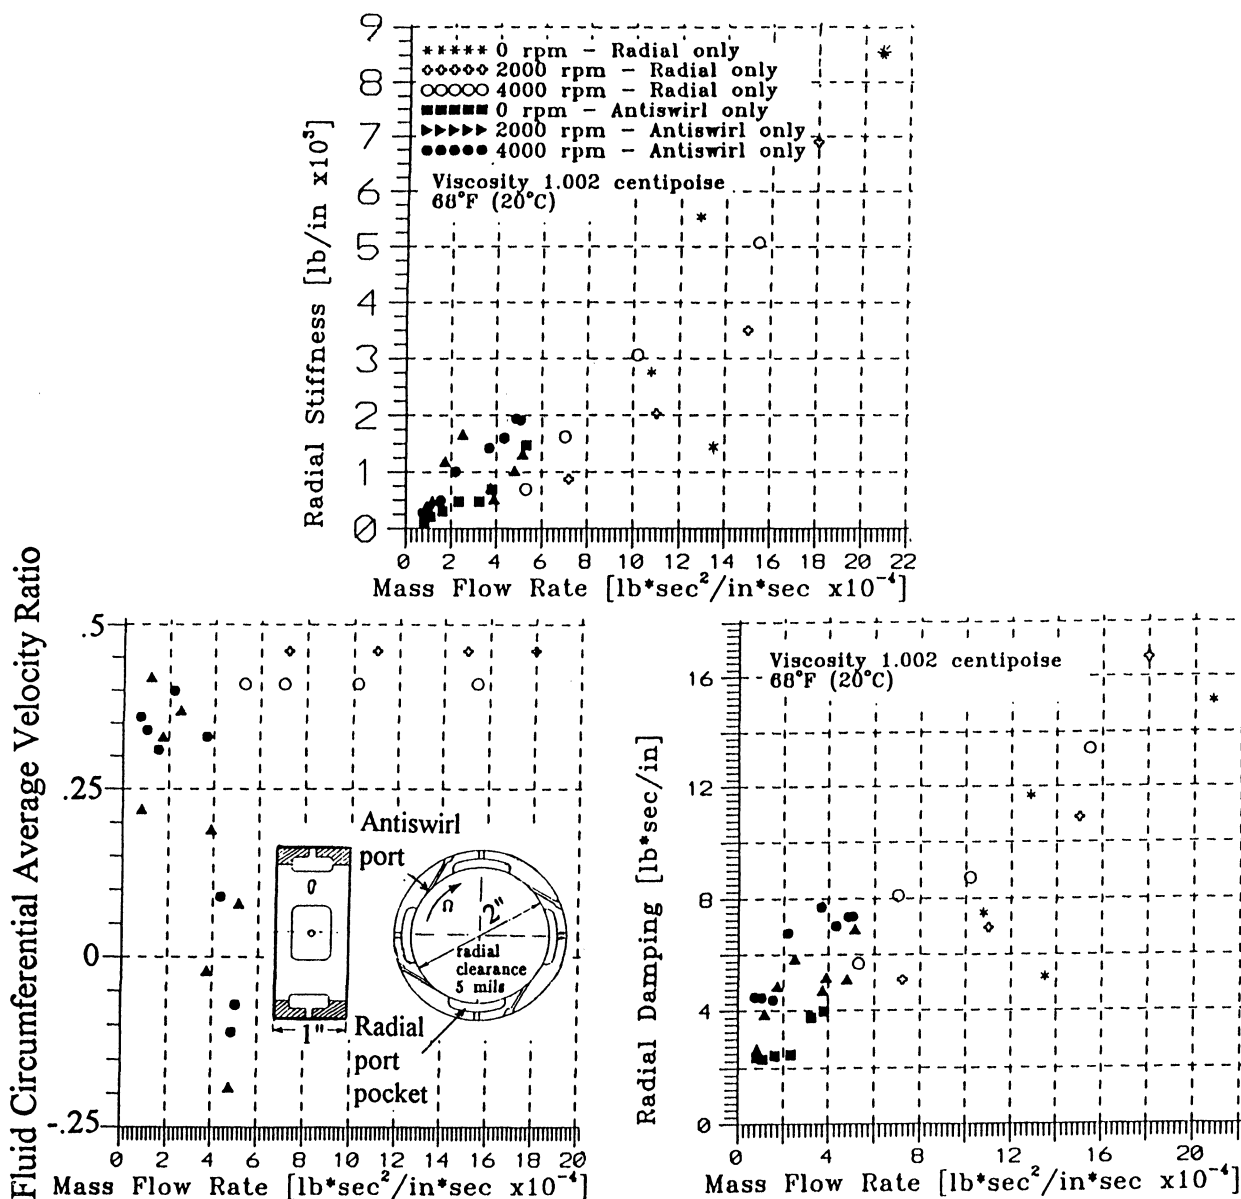 9
8
7
6
5
4
3
2
1
0
Radial Stiffness [lb/in x10³]
***** 0 rpm - Radial only
2000 rpm - Radial only
4000 rpm - Radial only
0 rpm - Antiswirl only
2000 rpm - Antiswirl only
4000 rpm - Antiswirl only
Viscosity 1.002 centipoise
68°F (20°C)
0 2 4 6 8 10 12 14 16 18 20 22
Mass Flow Rate [lb*sec²/in*sec x10⁻⁴]
Fluid Circumferential Average Velocity Ratio
.5
.25
0
-.25
Antiswirl
port
Ω
2"
radial
clearance
5 mils
1"
Radial
port
pocket
0 2 4 6 8 10 12 14 16 18 20
Mass Flow Rate [lb*sec²/in*sec x10⁻⁴]
Radial Damping [lb*sec/in]
16
12
8
4
0
Viscosity 1.002 centipoise
68°F (20°C)
0 4 8 12 16 20
Mass Flow Rate [lb*sec²/in*sec x10⁻⁴]